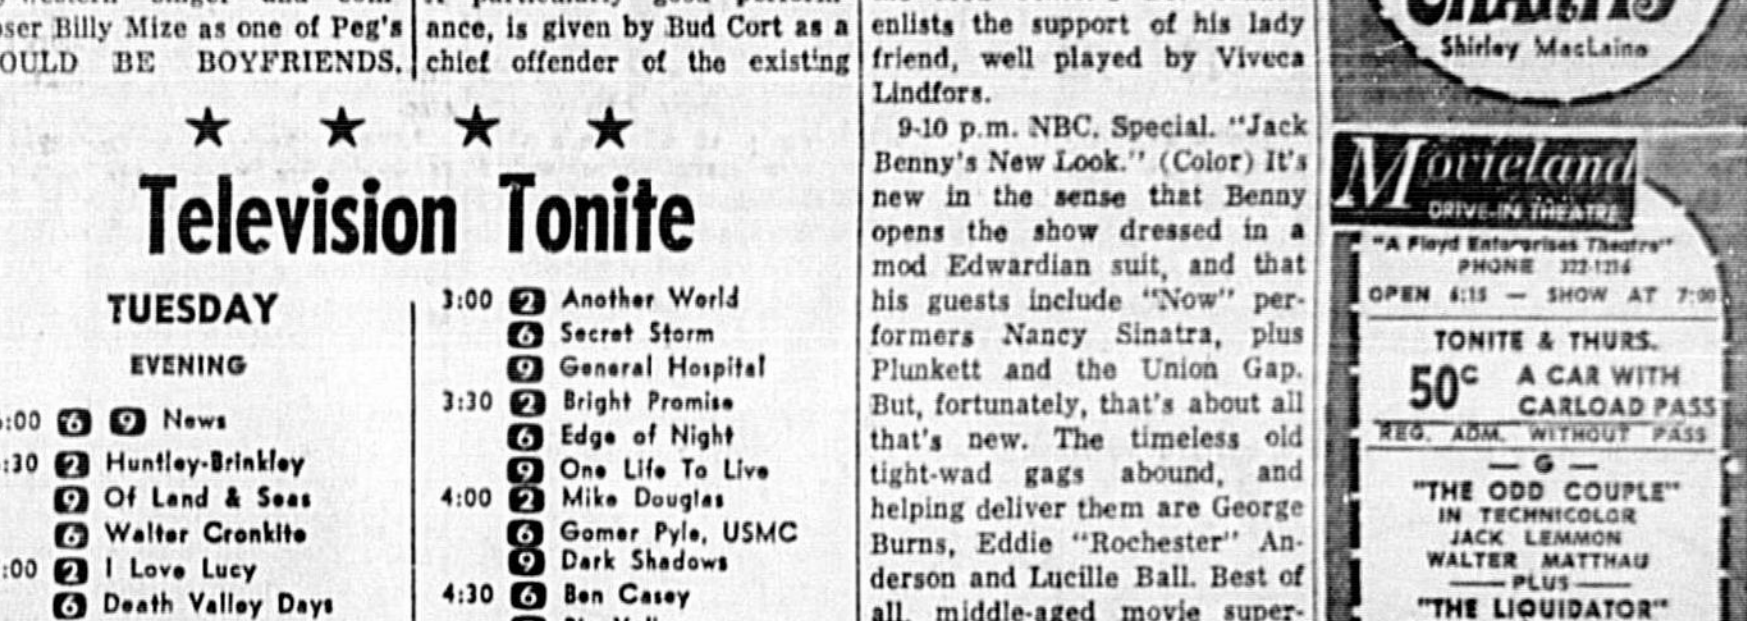 ser Billy Mize as one of Peg's
OULD BE BOYFRIENDS.
ance, is given by Bud Cort as a
chief offender of the existing
★ ★ ★ ★
Television Tonite
TUESDAY
EVENING
:00 6 9 News
:30 2 Huntley-Brinkley
9 Of Land & Seas
6 Walter Cronkite
:00 2 I Love Lucy
6 Death Valley Days
3:00 2 Another World
6 Secret Storm
9 General Hospital
3:30 2 Bright Promise
6 Edge of Night
9 One Life To Live
4:00 2 Mike Douglas
6 Gomer Pyle, USMC
9 Dark Shadows
4:30 6 Ben Casey
enlists the support of his lady
friend, well played by Viveca
Lindfors.
9-10 p.m. NBC. Special. "Jack
Benny's New Look." (Color) It's
new in the sense that Benny
opens the show dressed in a
mod Edwardian suit, and that
his guests include "Now" per-
formers Nancy Sinatra, plus
Plunkett and the Union Gap.
But, fortunately, that's about all
that's new. The timeless old
tight-wad gags abound, and
helping deliver them are George
Burns, Eddie "Rochester" An-
derson and Lucille Ball. Best of
all, middle-aged movie super-
Shirley MacLaine
Movieland
DRIVE-IN THEATRE
"A Floyd Enterprises Theatre"
PHONE
OPEN 6:15 — SHOW AT 7:00
TONITE & THURS.
50c A CAR WITH
CARLOAD PASS
REG. ADM. WITHOUT PASS
— G —
"THE ODD COUPLE"
IN TECHNICOLOR
JACK LEMMON
WALTER MATTHAU
—PLUS—
"THE LIQUIDATOR"